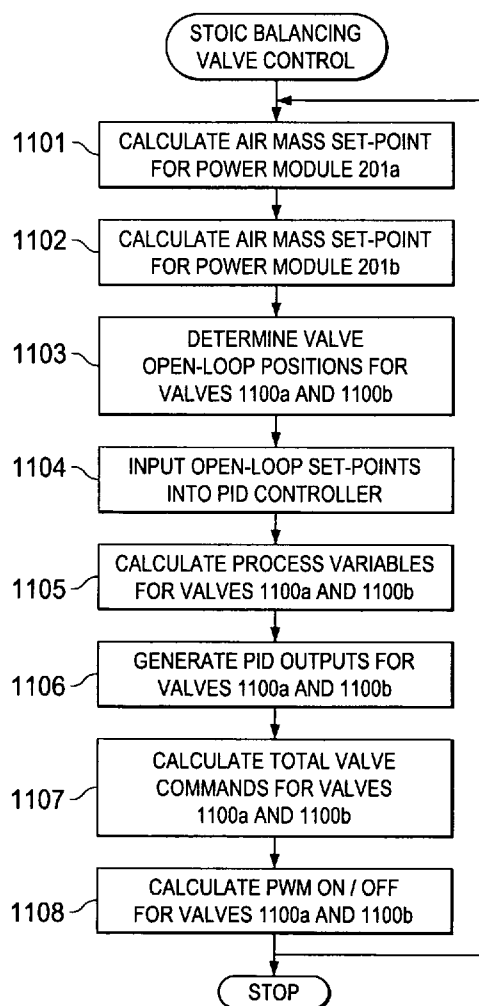 STOIC BALANCING
VALVE CONTROL
1101
CALCULATE AIR MASS SET-POINT
FOR POWER MODULE 201a
1102
CALCULATE AIR MASS SET-POINT
FOR POWER MODULE 201b
1103
DETERMINE VALVE
OPEN-LOOP POSITIONS FOR
VALVES 1100a AND 1100b
1104
INPUT OPEN-LOOP SET-POINTS
INTO PID CONTROLLER
1105
CALCULATE PROCESS VARIABLES
FOR VALVES 1100a AND 1100b
1106
GENERATE PID OUTPUTS FOR
VALVES 1100a AND 1100b
1107
CALCULATE TOTAL VALVE
COMMANDS FOR VALVES
1100a AND 1100b
1108
CALCULATE PWM ON / OFF
FOR VALVES 1100a AND 1100b
STOP